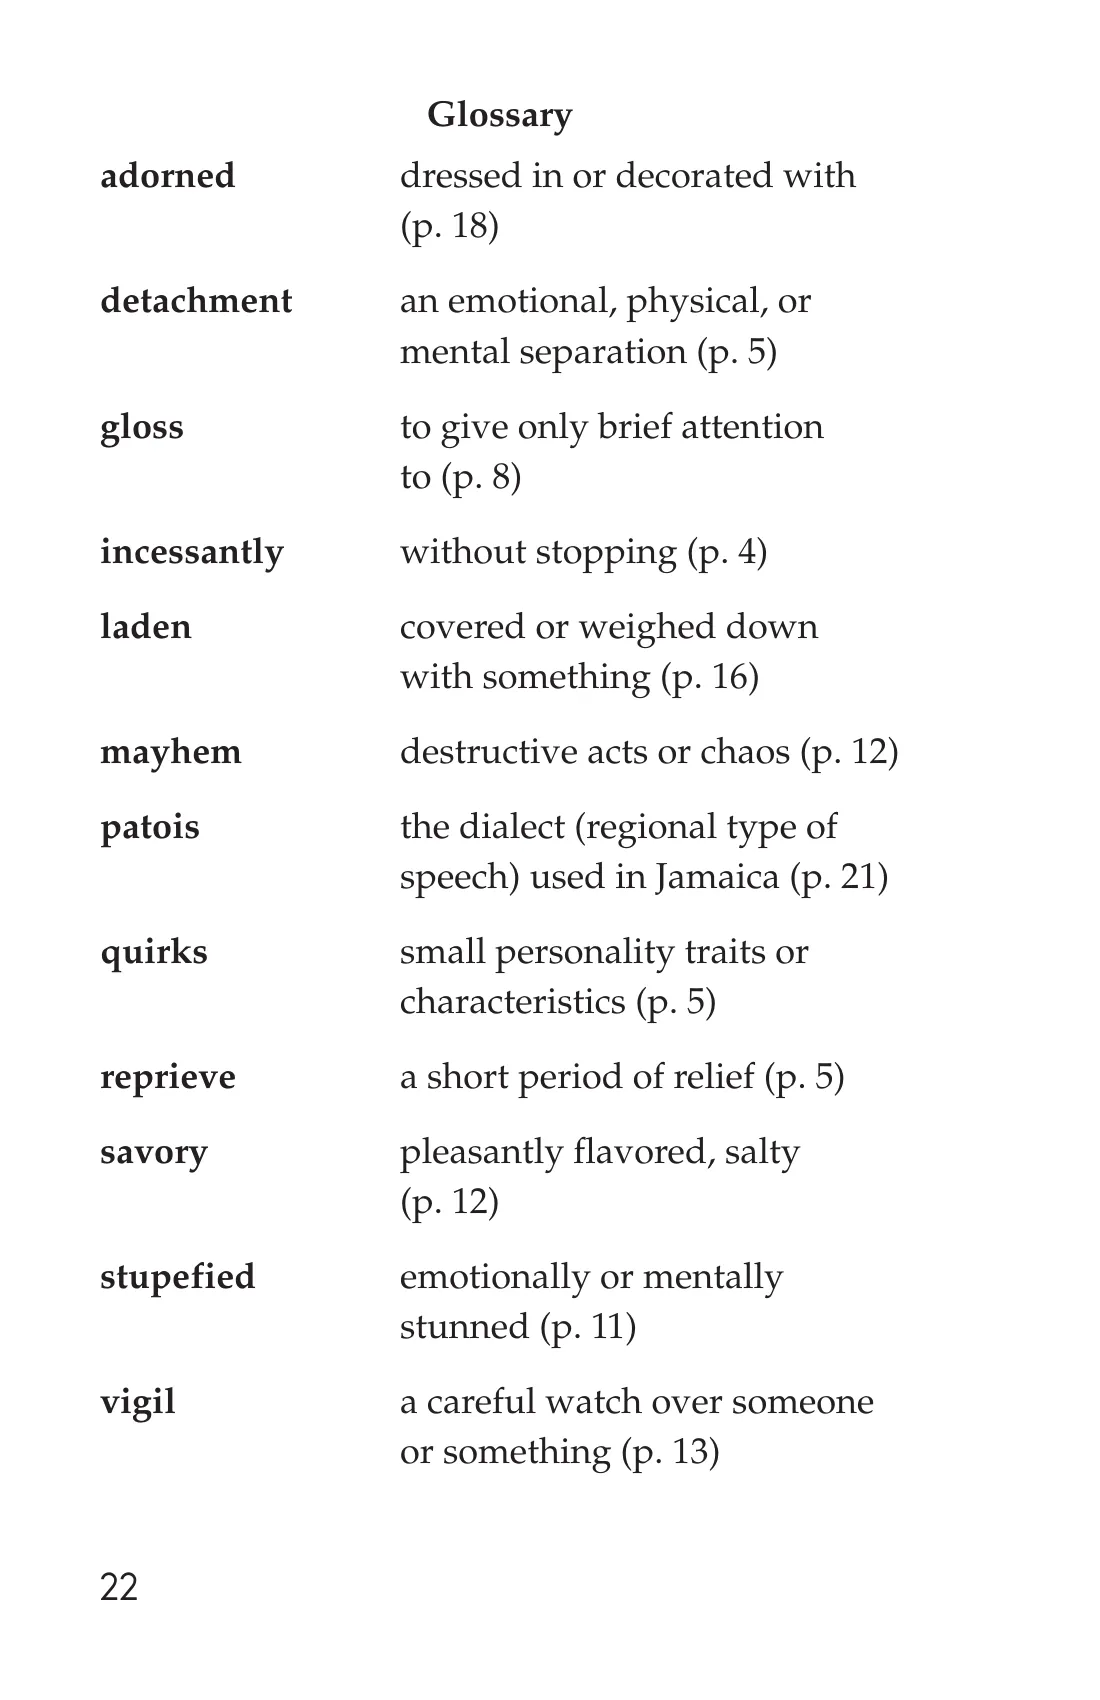 Glossary
adorned dressed in or decorated with
(p. 18)
detachment an emotional, physical, or
mental separation (p. 5)
gloss to give only brief attention
to (p. 8)
incessantly without stopping (p. 4)
laden covered or weighed down
with something (p. 16)
mayhem destructive acts or chaos (p. 12)
patois the dialect (regional type of
speech) used in Jamaica (p. 21)
quirks small personality traits or
characteristics (p. 5)
reprieve a short period of relief (p. 5)
savory pleasantly flavored, salty
(p. 12)
stupefied emotionally or mentally
stunned (p. 11)
vigil a careful watch over someone
or something (p. 13)
22